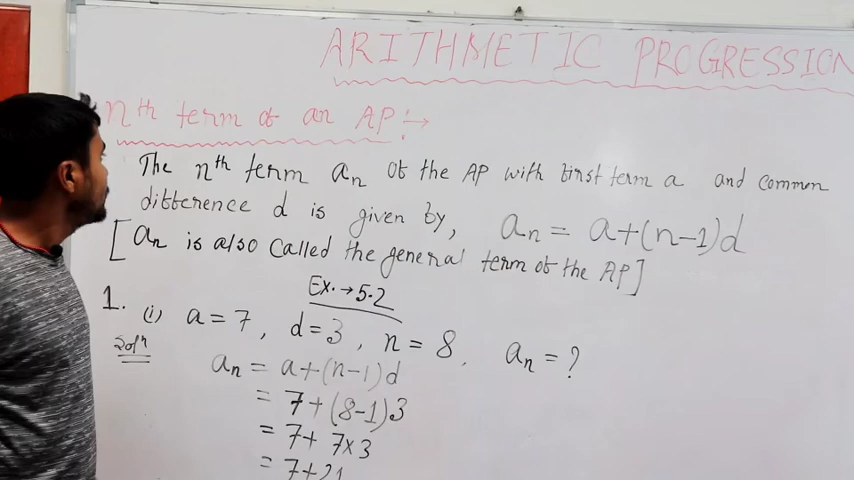 ARITHMETIC PROGRESSION
nth term of an AP :→
The nth term an of the AP with first term a and common
difference d is given by, an = a+(n-1)d
[an is also called the general term of the AP]
Ex. → 5.2
1. (i) a = 7, d = 3, n = 8, an = ?
Solⁿ
an = a+(n-1)d
= 7+(8-1)3
= 7+ 7×3
= 7+21